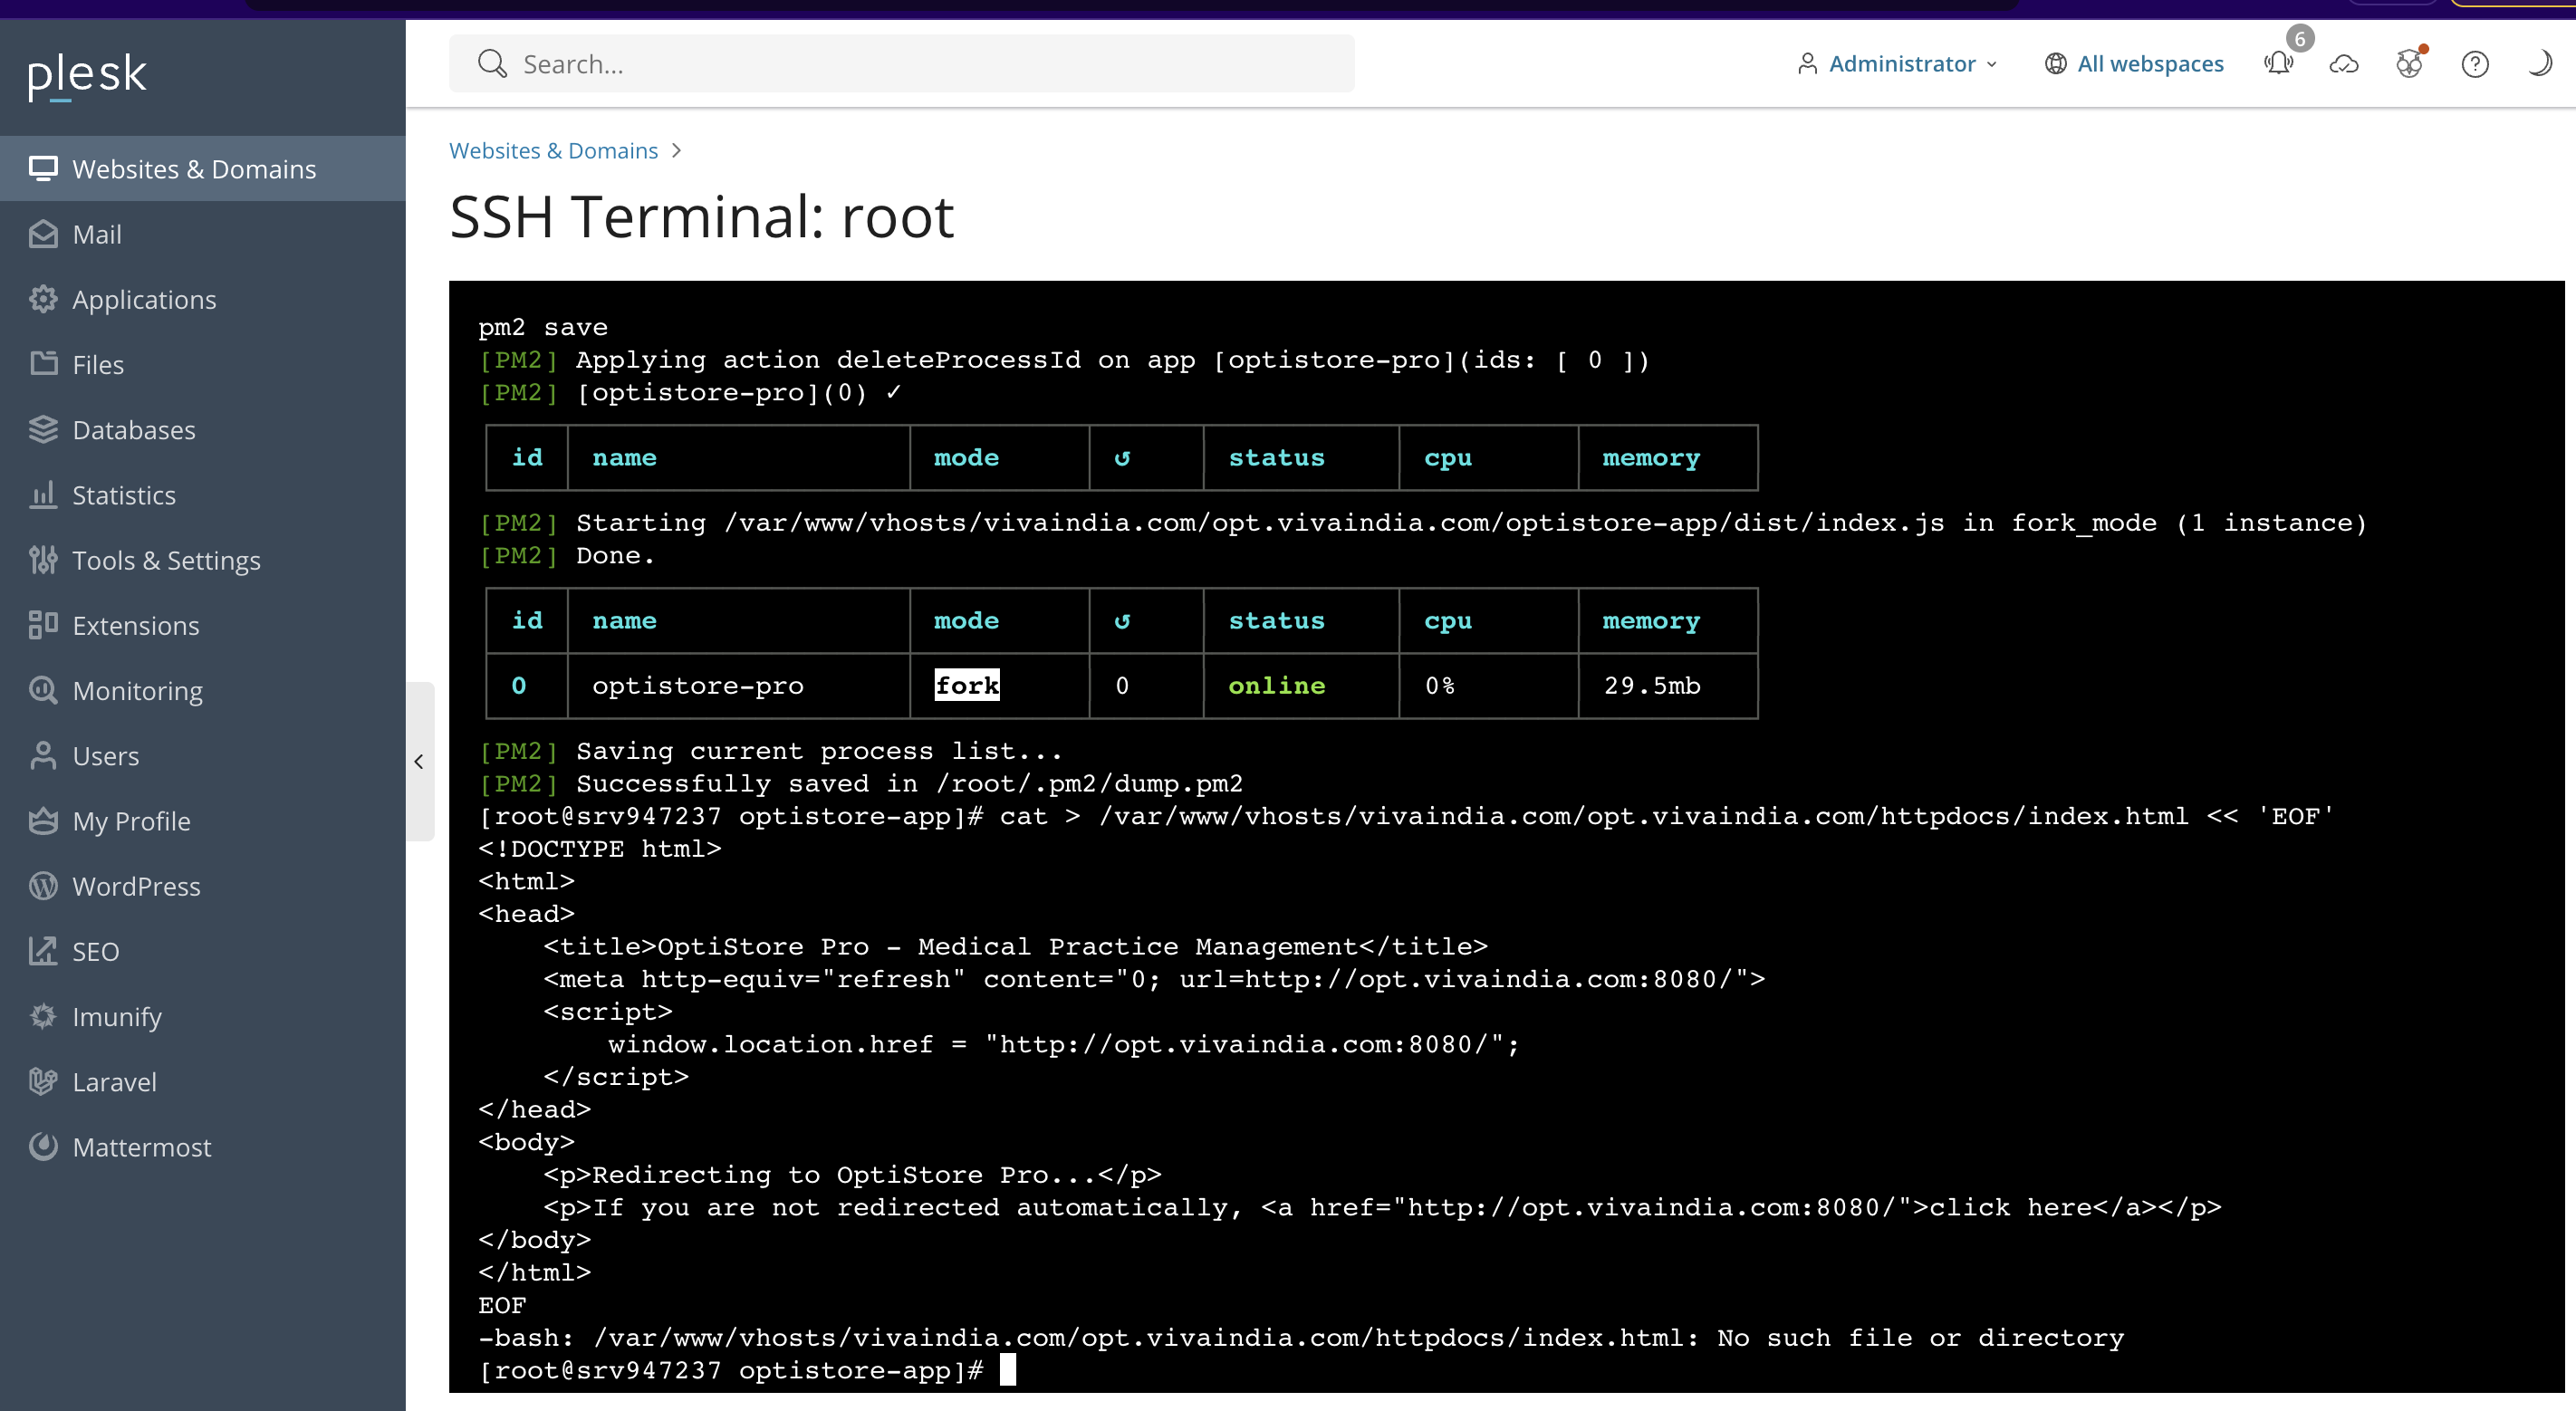 plesk
Search...
Administrator
All webspaces
6
Websites & Domains
Mail
Applications
Files
Databases
Statistics
Tools & Settings
Extensions
Monitoring
Users
My Profile
WordPress
SEO
Imunify
Laravel
Mattermost
Websites & Domains >
SSH Terminal: root
pm2 save
[PM2] Applying action deleteProcessId on app [optistore-pro](ids: [ 0 ])
[PM2] [optistore-pro](0) ✓
id name mode ↺ status cpu memory
[PM2] Starting /var/www/vhosts/vivaindia.com/opt.vivaindia.com/optistore-app/dist/index.js in fork_mode (1 instance)
[PM2] Done.
id name mode ↺ status cpu memory
0 optistore-pro fork 0 online 0% 29.5mb
[PM2] Saving current process list...
[PM2] Successfully saved in /root/.pm2/dump.pm2
[root@srv947237 optistore-app]# cat > /var/www/vhosts/vivaindia.com/opt.vivaindia.com/httpdocs/index.html << 'EOF'
<!DOCTYPE html>
<html>
<head>
    <title>OptiStore Pro - Medical Practice Management</title>
    <meta http-equiv="refresh" content="0; url=http://opt.vivaindia.com:8080/">
    <script>
        window.location.href = "http://opt.vivaindia.com:8080/";
    </script>
</head>
<body>
    <p>Redirecting to OptiStore Pro...</p>
    <p>If you are not redirected automatically, <a href="http://opt.vivaindia.com:8080/">click here</a></p>
</body>
</html>
EOF
-bash: /var/www/vhosts/vivaindia.com/opt.vivaindia.com/httpdocs/index.html: No such file or directory
[root@srv947237 optistore-app]#